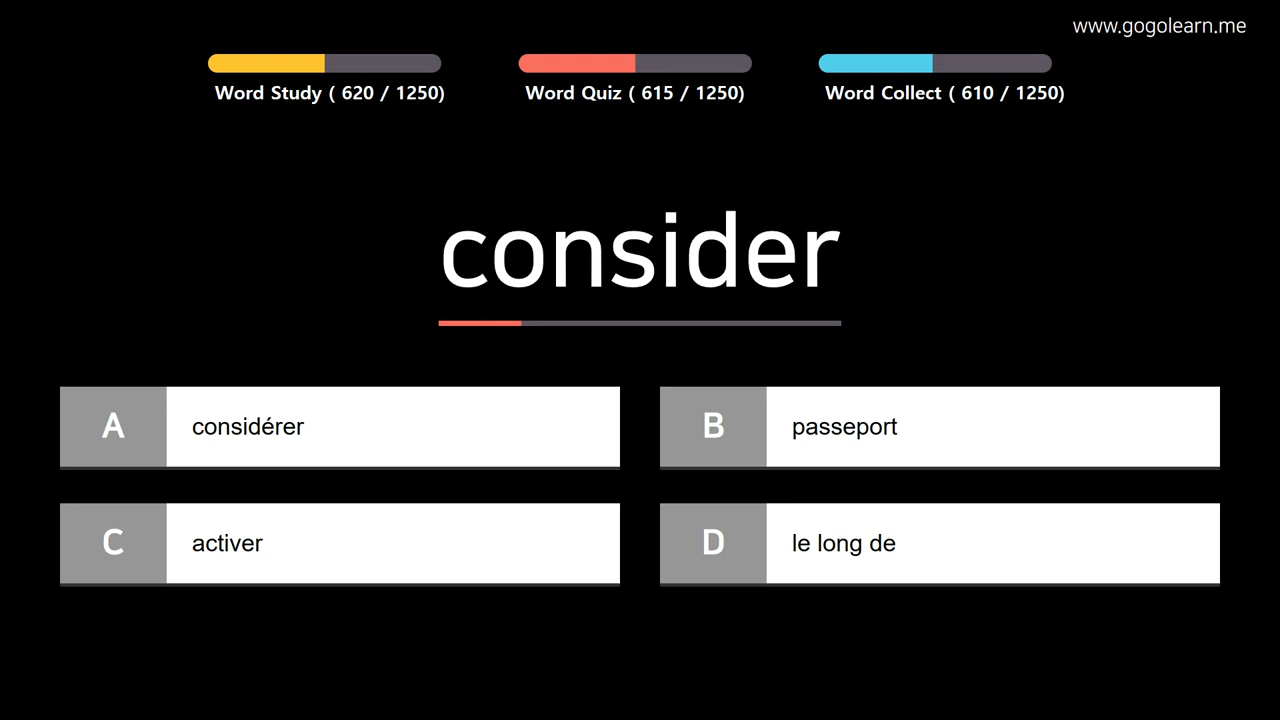 www.gogolearn.me
Word Study ( 620 / 1250)
Word Quiz ( 615 / 1250)
Word Collect ( 610 / 1250)
consider
A
considérer
B
passeport
C
activer
D
le long de